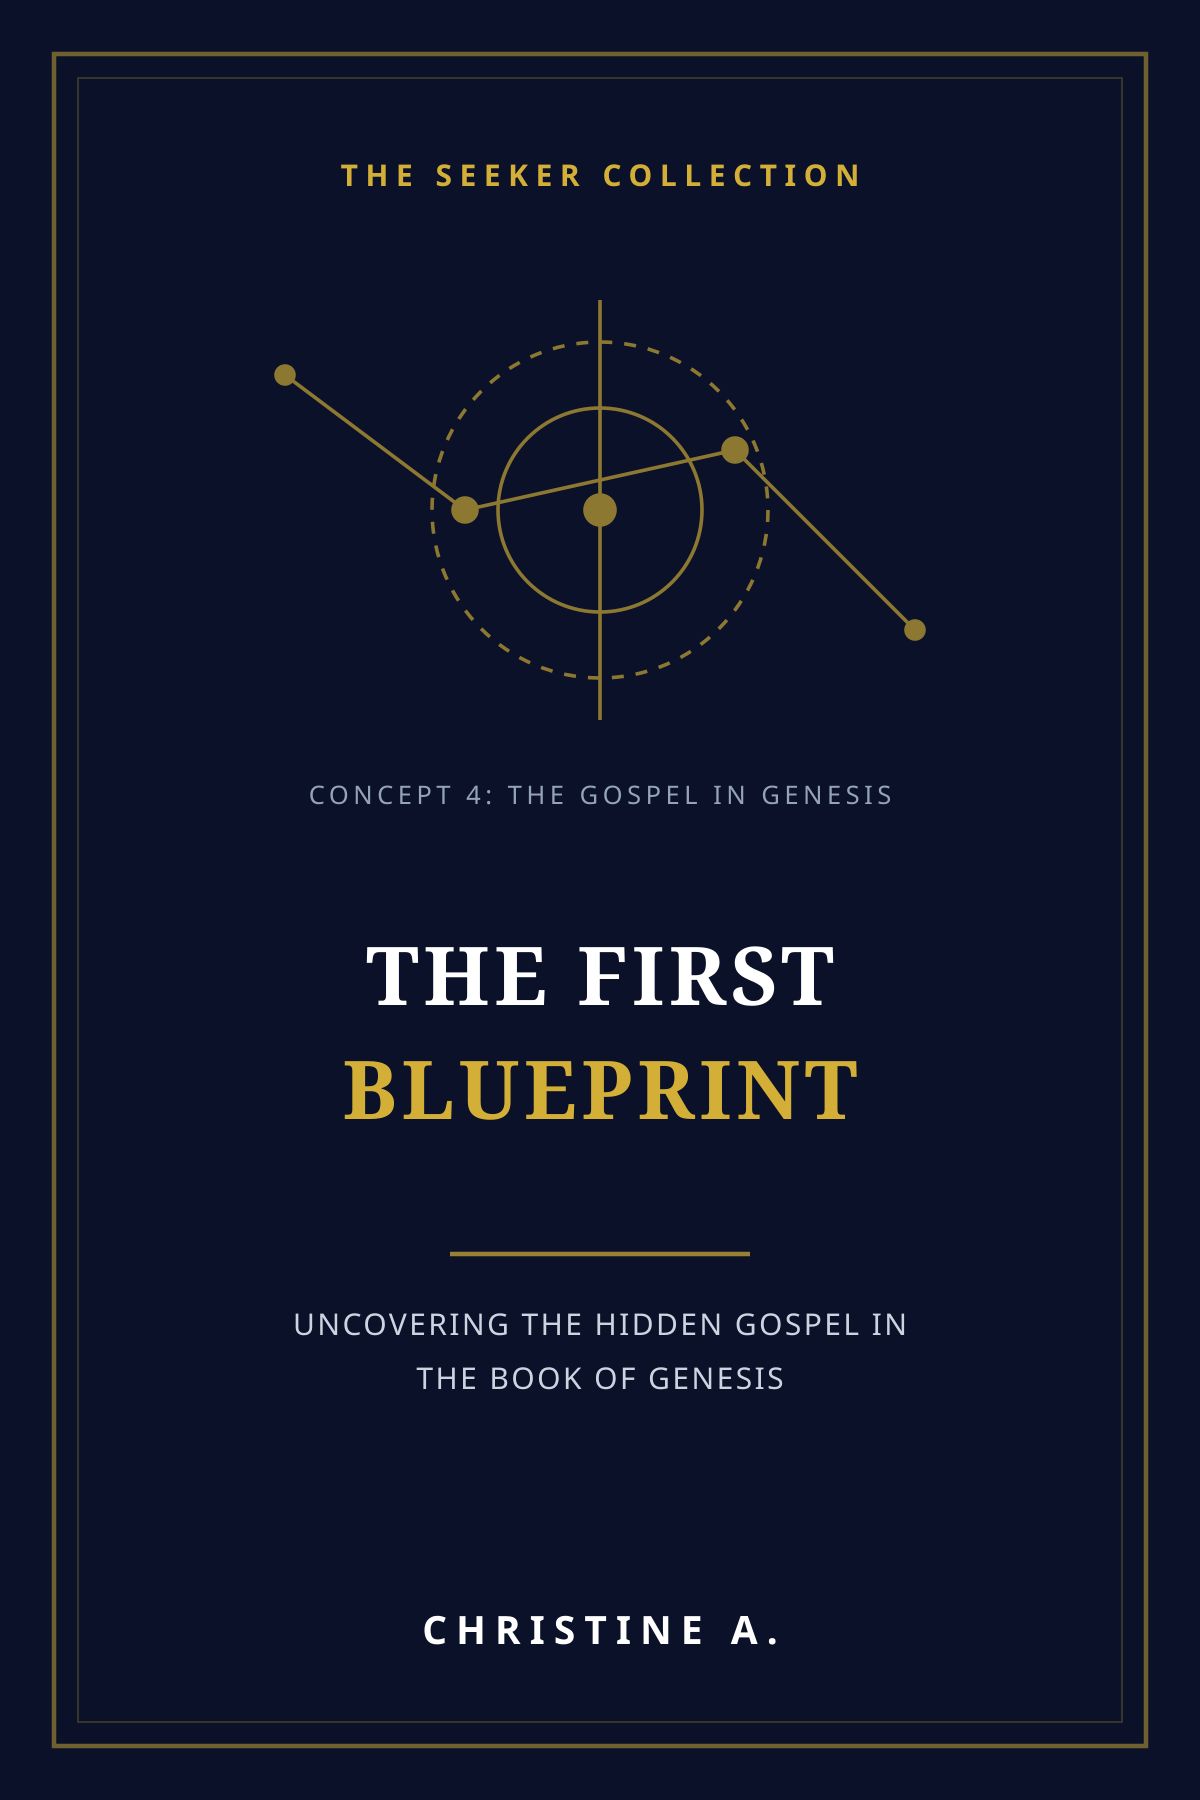 THE SEEKER COLLECTION
CONCEPT 4: THE GOSPEL IN GENESIS
THE FIRST
BLUEPRINT
UNCOVERING THE HIDDEN GOSPEL IN
THE BOOK OF GENESIS
CHRISTINE A.